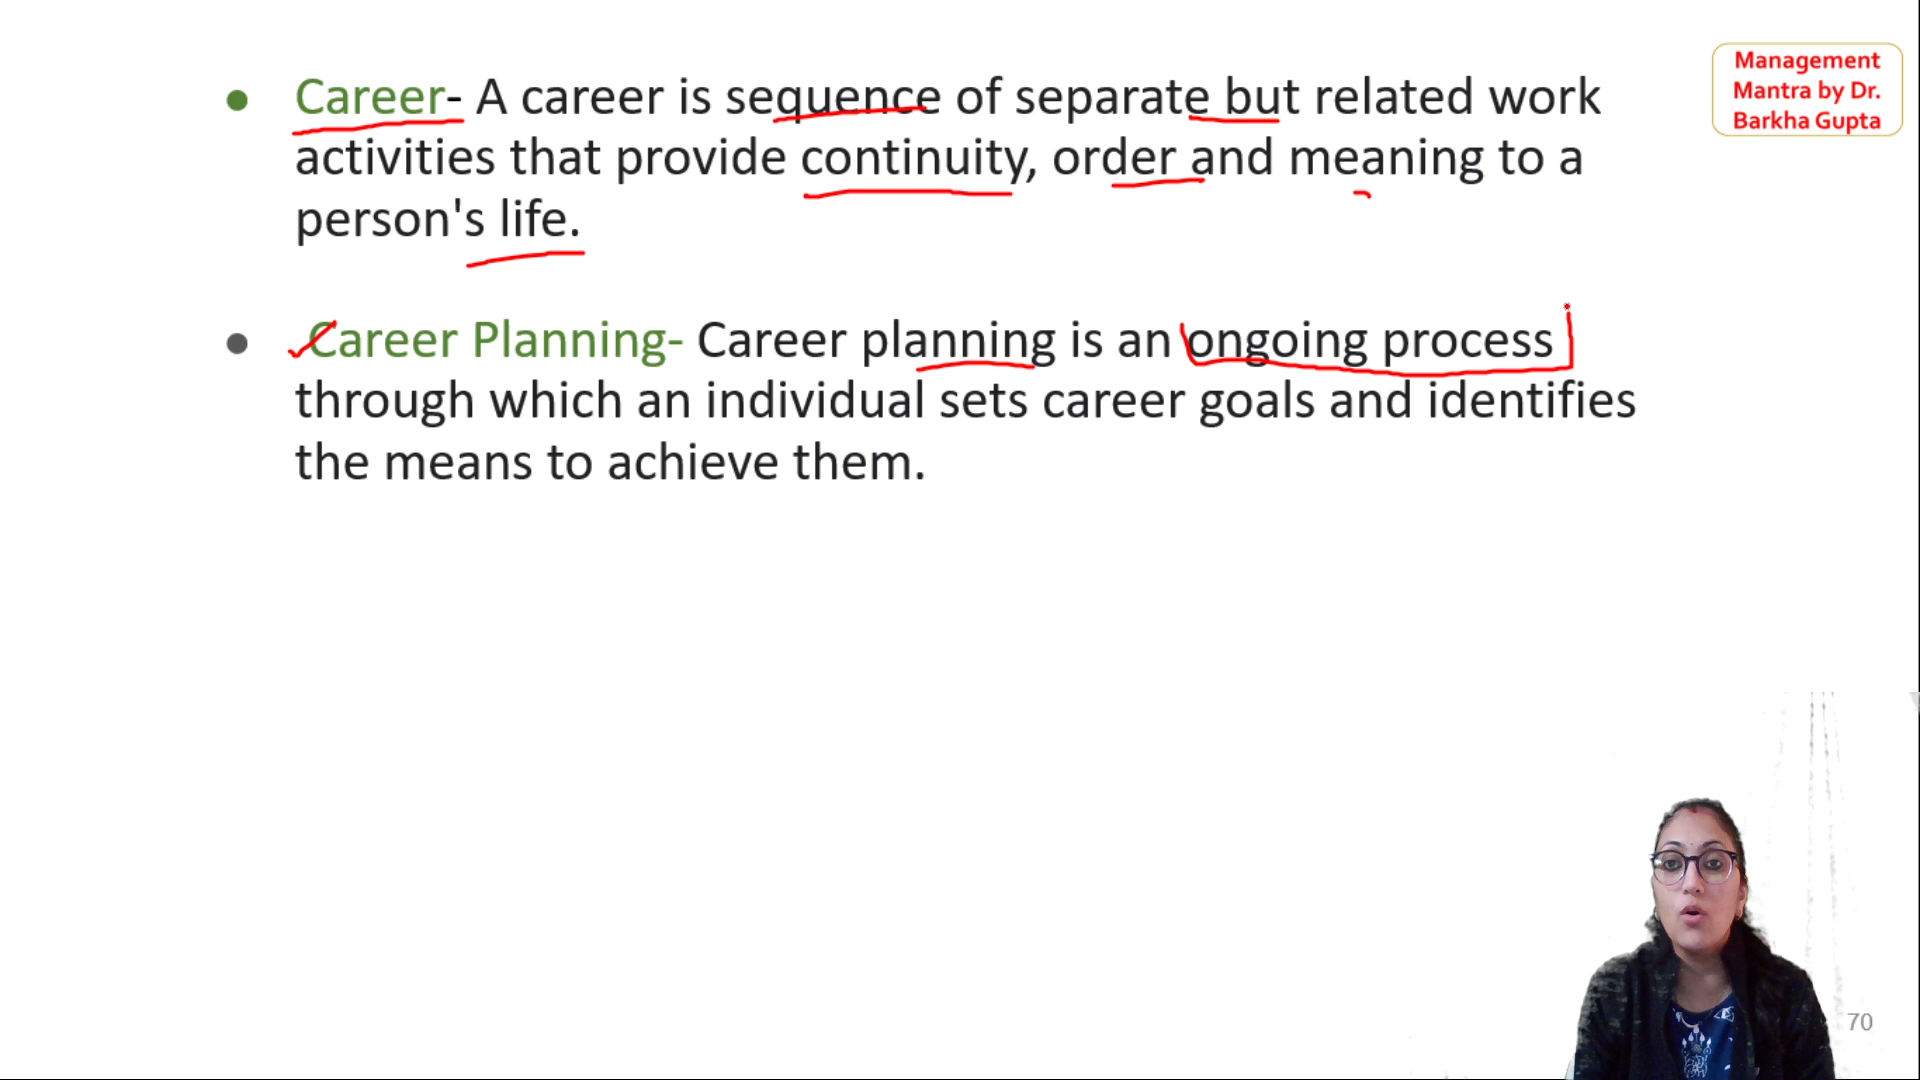 Career- A career is sequence of separate but related work
activities that provide continuity, order and meaning to a
person's life.
Career Planning- Career planning is an ongoing process
through which an individual sets career goals and identifies
the means to achieve them.
Management
Mantra by Dr.
Barkha Gupta
70